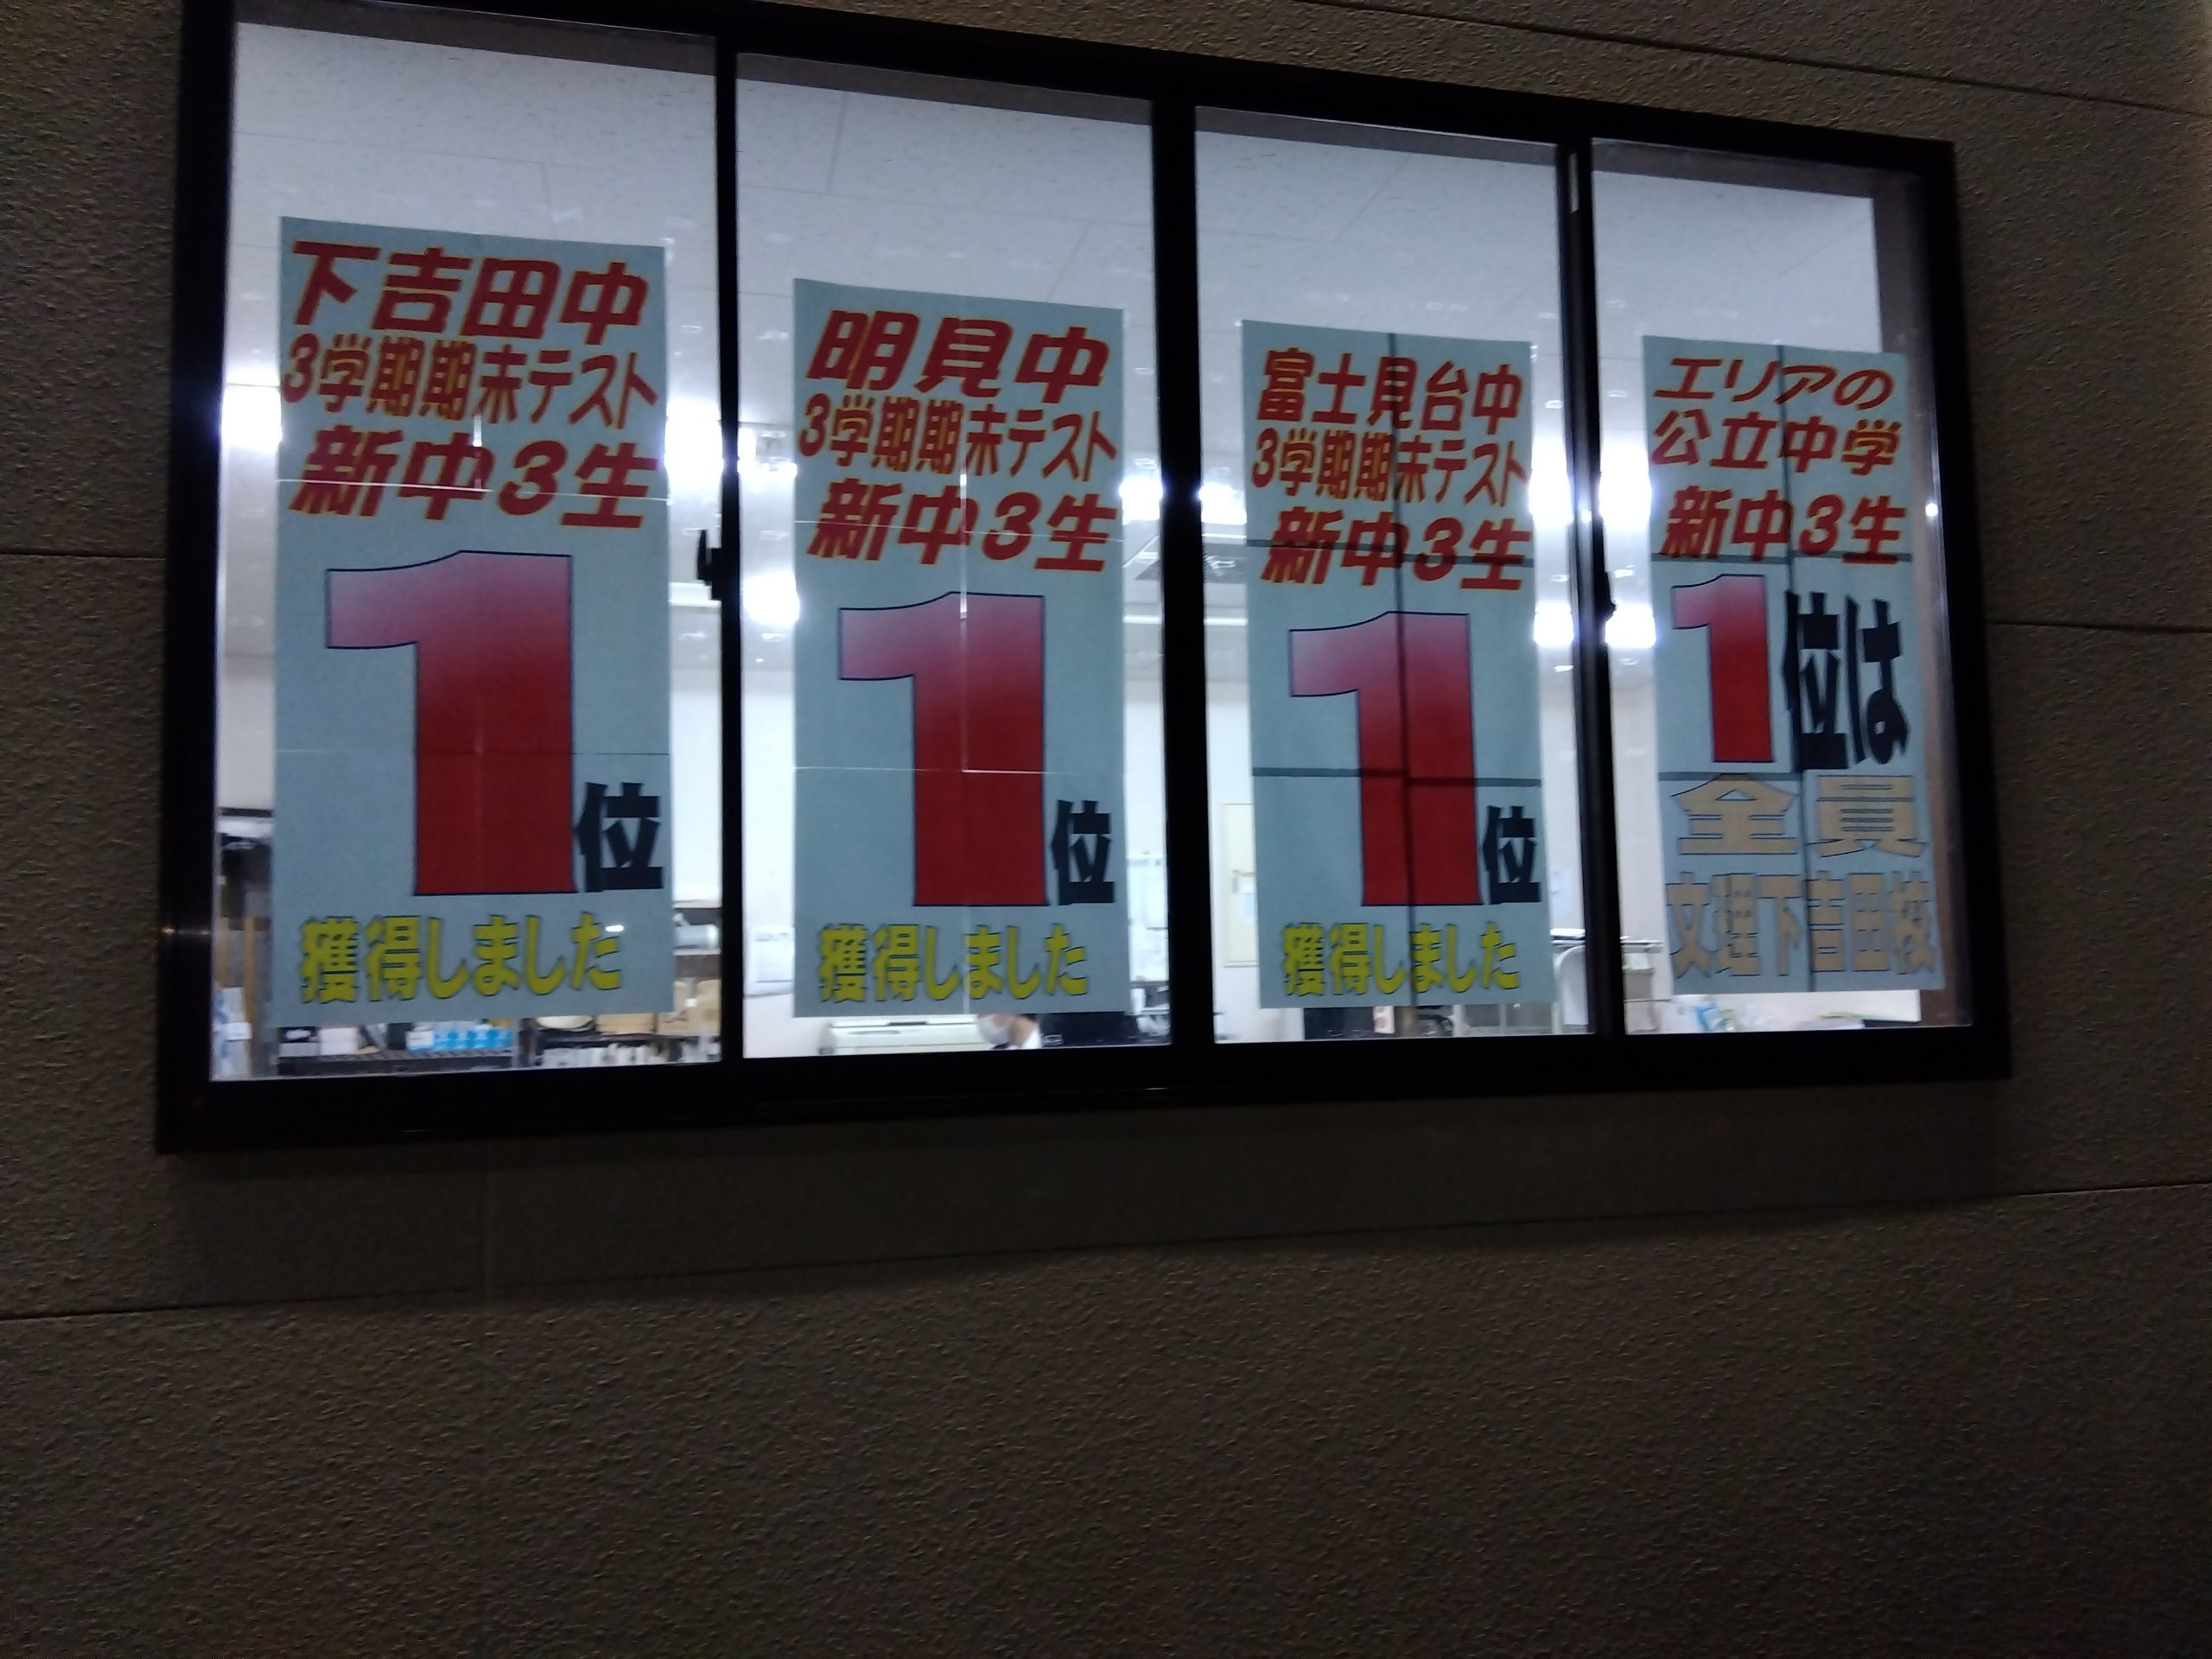 下吉田中
3学期期末テスト
新中3生
1位
獲得しました
明見中
3学期期末テスト
新中3生
1位
獲得しました
富士見台中
3学期期末テスト
新中3生
1位
獲得しました
エリアの
公立中学
新中3生
1位は
全員
文理下吉田校